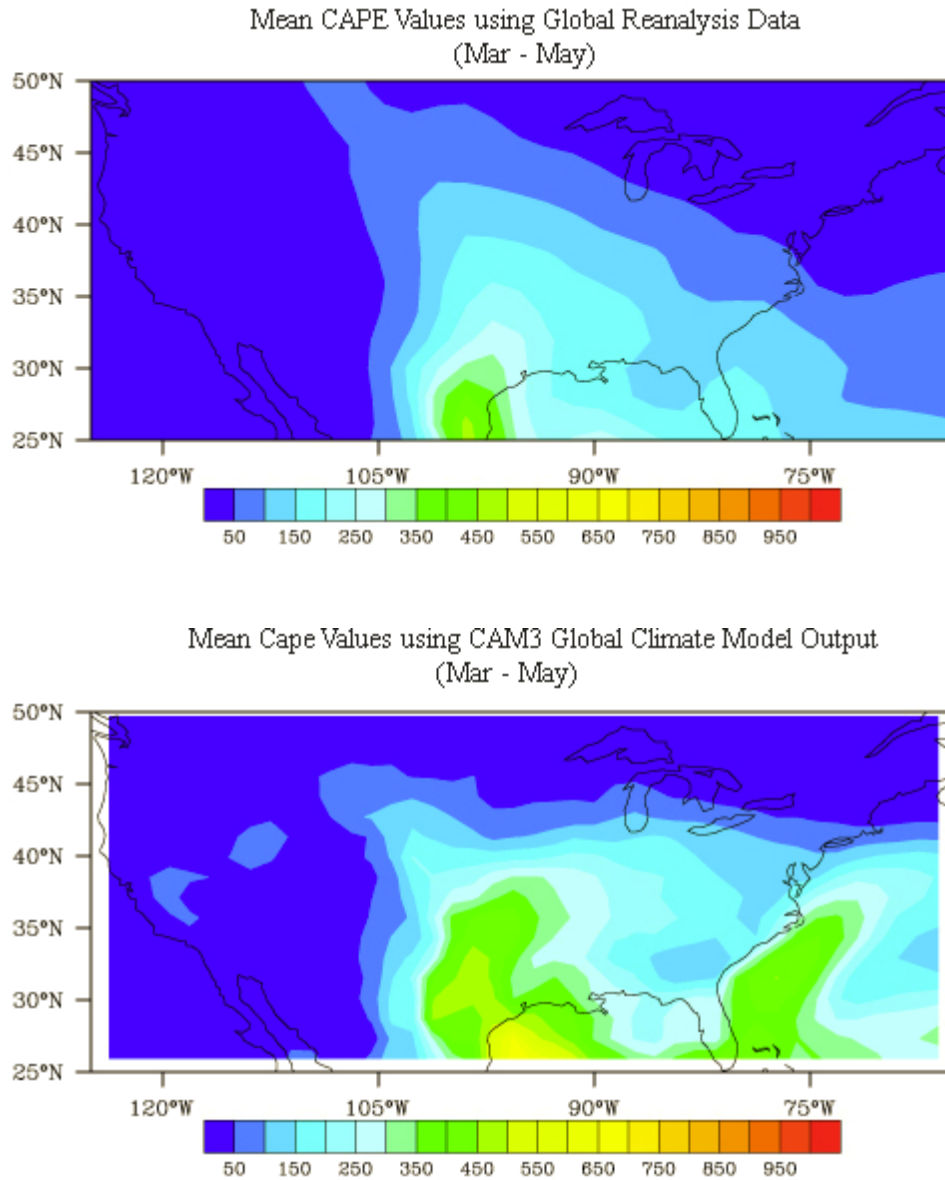 Mean CAPE Values using Global Reanalysis Data
(Mar - May)
50°N
45°N
40°N
35°N
30°N
25°N
120°W 105°W 90°W 75°W
50 150 250 350 450 550 650 750 850 950
Mean Cape Values using CAM3 Global Climate Model Output
(Mar - May)
50°N
45°N
40°N
35°N
30°N
25°N
120°W 105°W 90°W 75°W
50 150 250 350 450 550 650 750 850 950